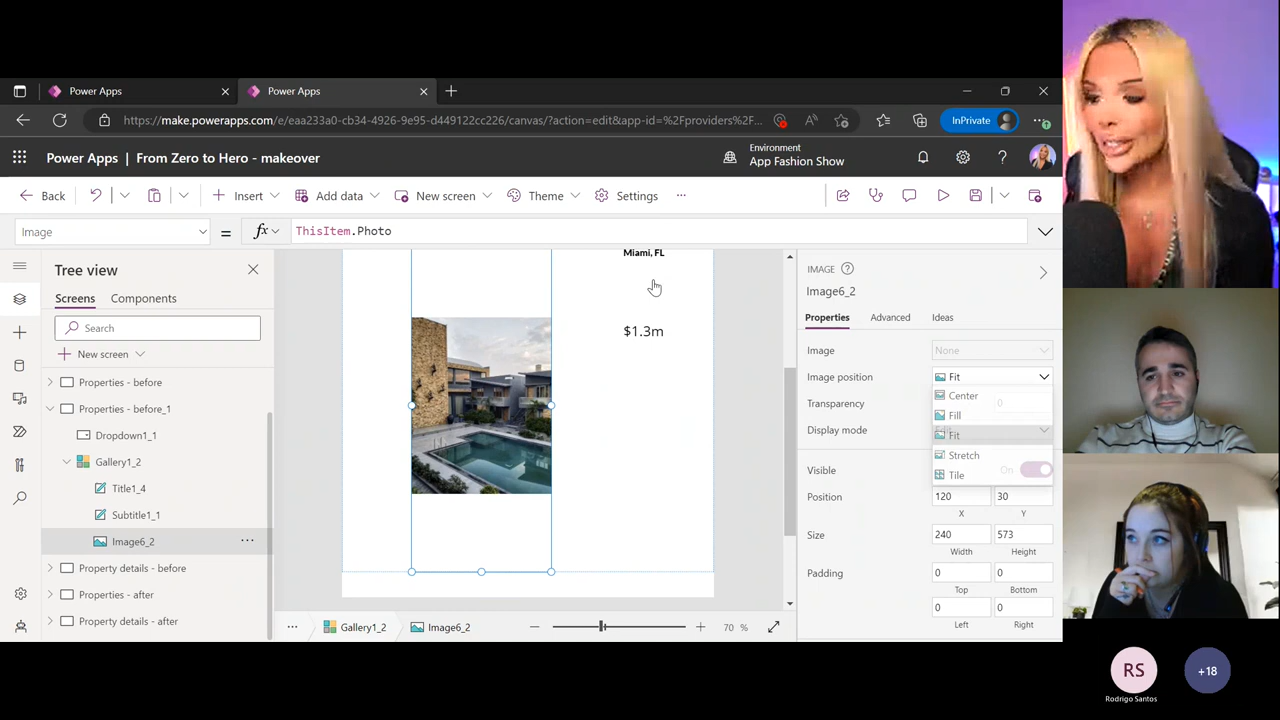 Power Apps
Power Apps
https://make.powerapps.com/e/eaa233a0-cb34-4926-9e95-d449122cc226/canvas/?action=edit&app-id=%2Fproviders%2F...
InPrivate
Power Apps | From Zero to Hero - makeover
Environment
App Fashion Show
Back
Insert
Add data
New screen
Theme
Settings
Image
=
fx
ThisItem.Photo
Tree view
Screens
Components
Search
New screen
Properties - before
Properties - before_1
Dropdown1_1
Gallery1_2
Title1_4
Subtitle1_1
Image6_2
Property details - before
Properties - after
Property details - after
Miami, FL
$1.3m
Gallery1_2
Image6_2
70 %
IMAGE
Image6_2
Properties
Advanced
Ideas
Image
None
Image position
Fit
Center
Transparency
0
Fill
Display mode
Edit
Fit
Stretch
Visible
On
Tile
Position
120
30
X
Y
Size
240
573
Width
Height
Padding
0
0
Top
Bottom
0
0
Left
Right
RS
Rodrigo Santos
+18